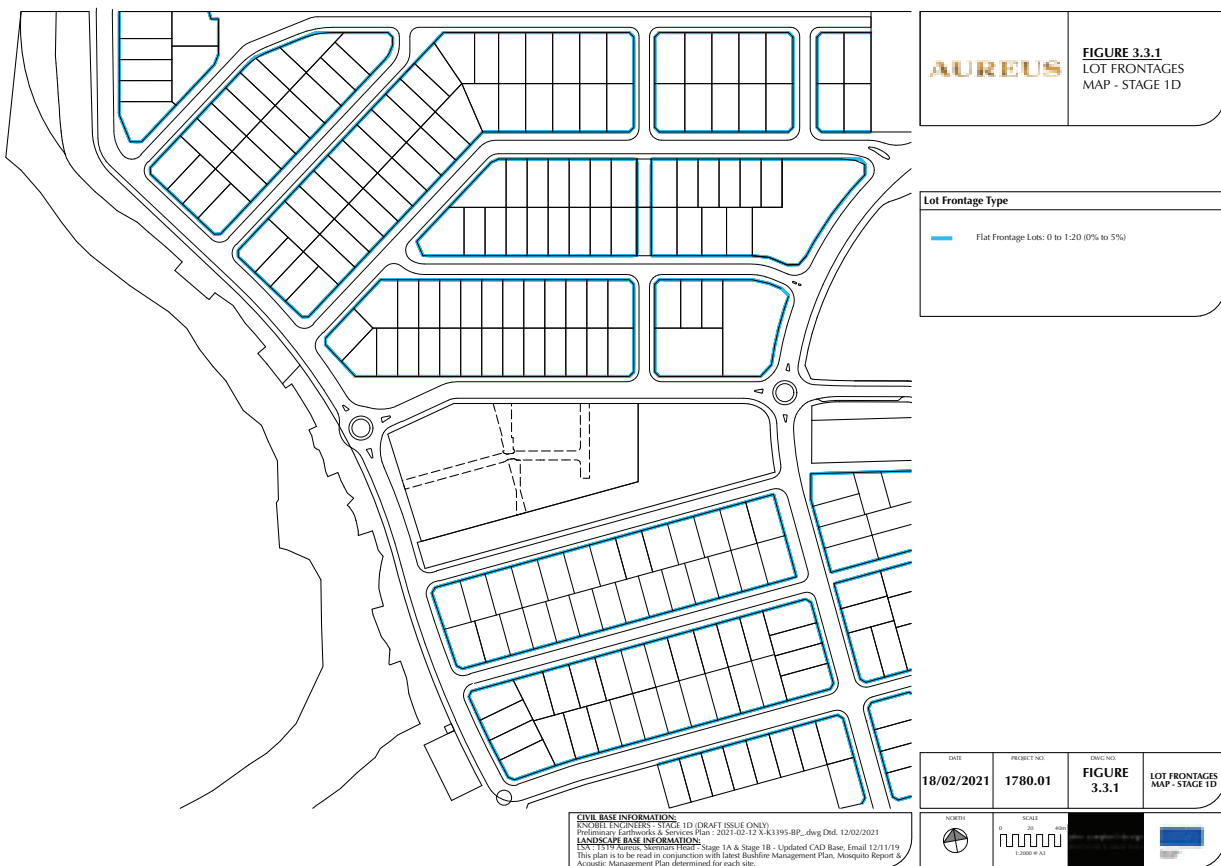 AUREUS
FIGURE 3.3.1
LOT FRONTAGES
MAP - STAGE 1D
Lot Frontage Type
Flat Frontage Lots: 0 to 1:20 (0% to 5%)
DATE
18/02/2021
PROJECT NO.
1780.01
DWG NO.
FIGURE
3.3.1
LOT FRONTAGES
MAP - STAGE 1D
NORTH
SCALE
0 20 40m
1:2000 @ A3
CIVIL BASE INFORMATION:
KNOBEL ENGINEERS - STAGE 1D (DRAFT ISSUE ONLY)
Preliminary Earthworks & Services Plan : 2021-02-12 X-K3395-BP_.dwg Dtd. 12/02/2021
LANDSCAPE BASE INFORMATION:
LSA : 1519 Aureus, Skennars Head - Stage 1A & Stage 1B - Updated CAD Base, Email 12/11/19
This plan is to be read in conjunction with latest Bushfire Management Plan, Mosquito Report &
Acoustic Management Plan determined for each site.